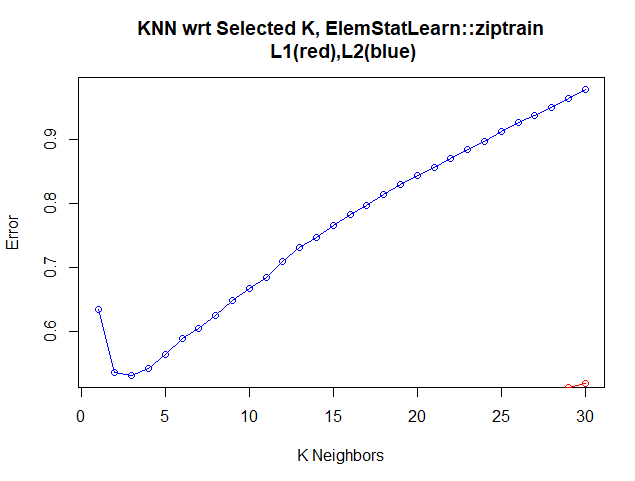 KNN wrt Selected K, ElemStatLearn::ziptrain
L1(red),L2(blue)
Error
0.9
0.8
0.7
0.6
0 5 10 15 20 25 30
K Neighbors